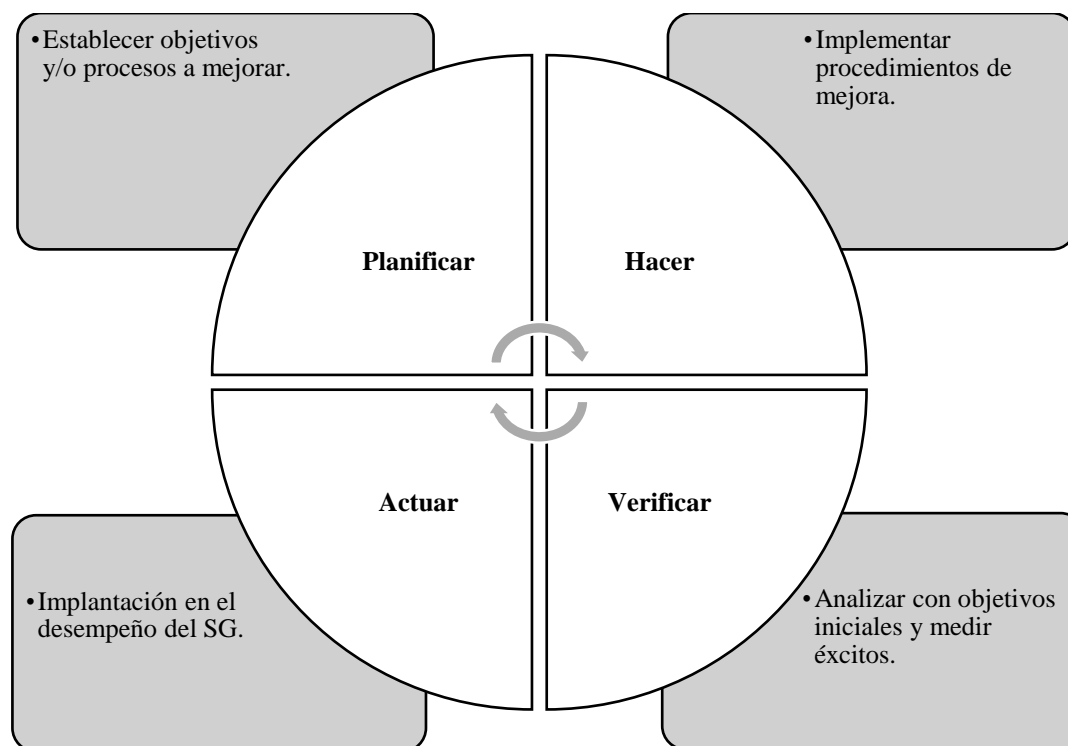 •Establecer objetivos
y/o procesos a mejorar.
•Implementar
procedimientos de
mejora.
Planificar
Hacer
Actuar
Verificar
•Implantación en el
desempeño del SG.
•Analizar con objetivos
iniciales y medir
éxcitos.